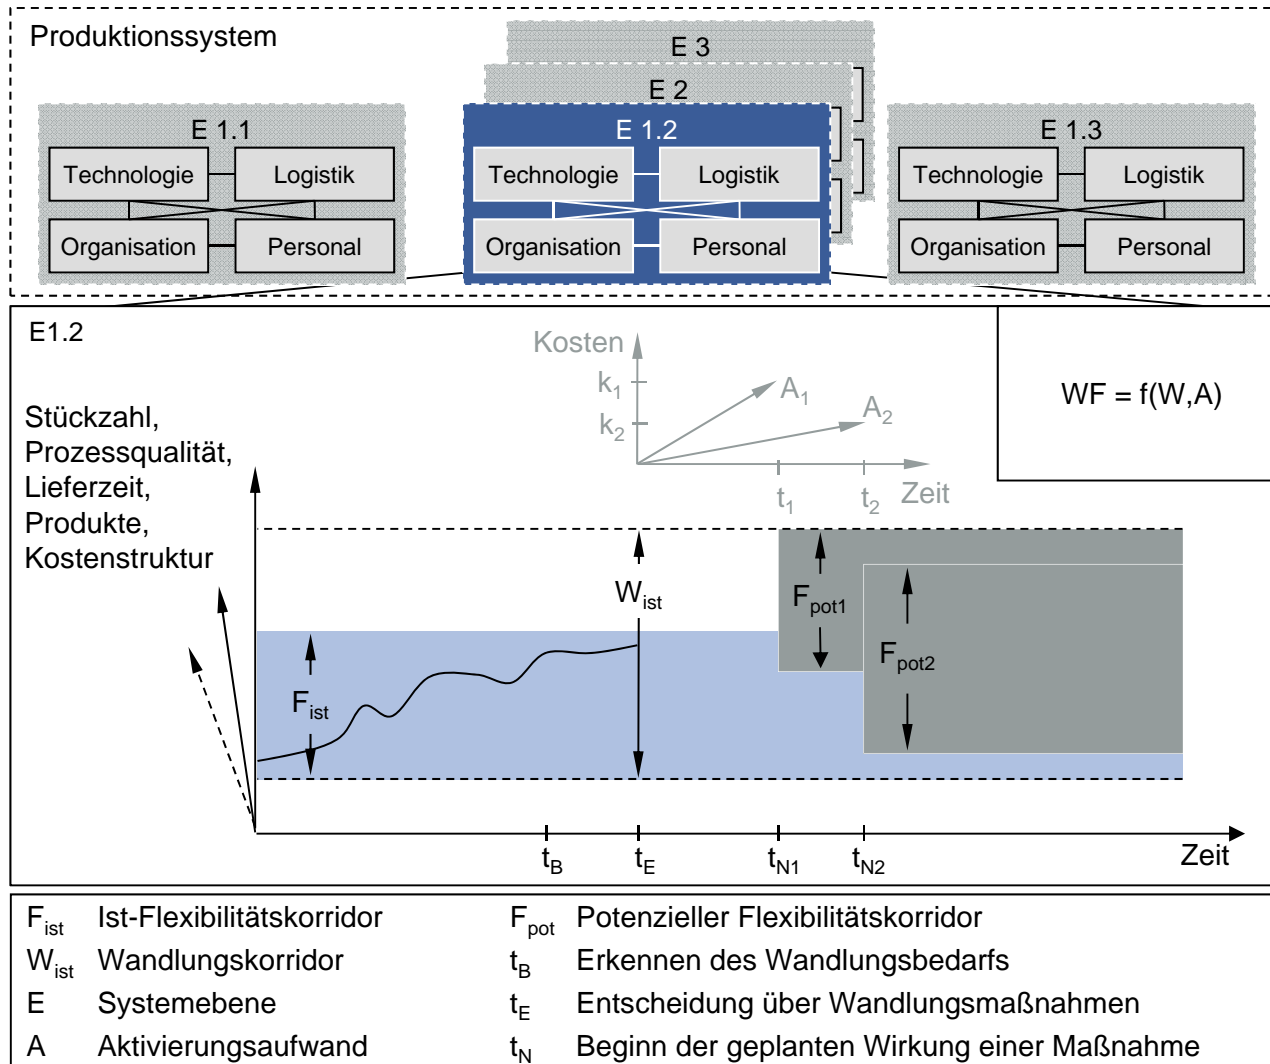 Produktionssystem
E 3
E 2
E 1.1
E 1.2
E 1.3
Technologie
Logistik
Organisation
Personal
Technologie
Logistik
Organisation
Personal
Technologie
Logistik
Organisation
Personal
E1.2
Stückzahl,
Prozessqualität,
Lieferzeit,
Produkte,
Kostenstruktur
Kosten
k1
k2
A1
A2
t1
t2
Zeit
WF = f(W,A)
Wist
Fist
Fpot1
Fpot2
tB
tE
tN1
tN2
Zeit
Fist Ist-Flexibilitätskorridor
Wist Wandlungskorridor
E Systemebene
A Aktivierungsaufwand
Fpot Potenzieller Flexibilitätskorridor
tB Erkennen des Wandlungsbedarfs
tE Entscheidung über Wandlungsmaßnahmen
tN Beginn der geplanten Wirkung einer Maßnahme